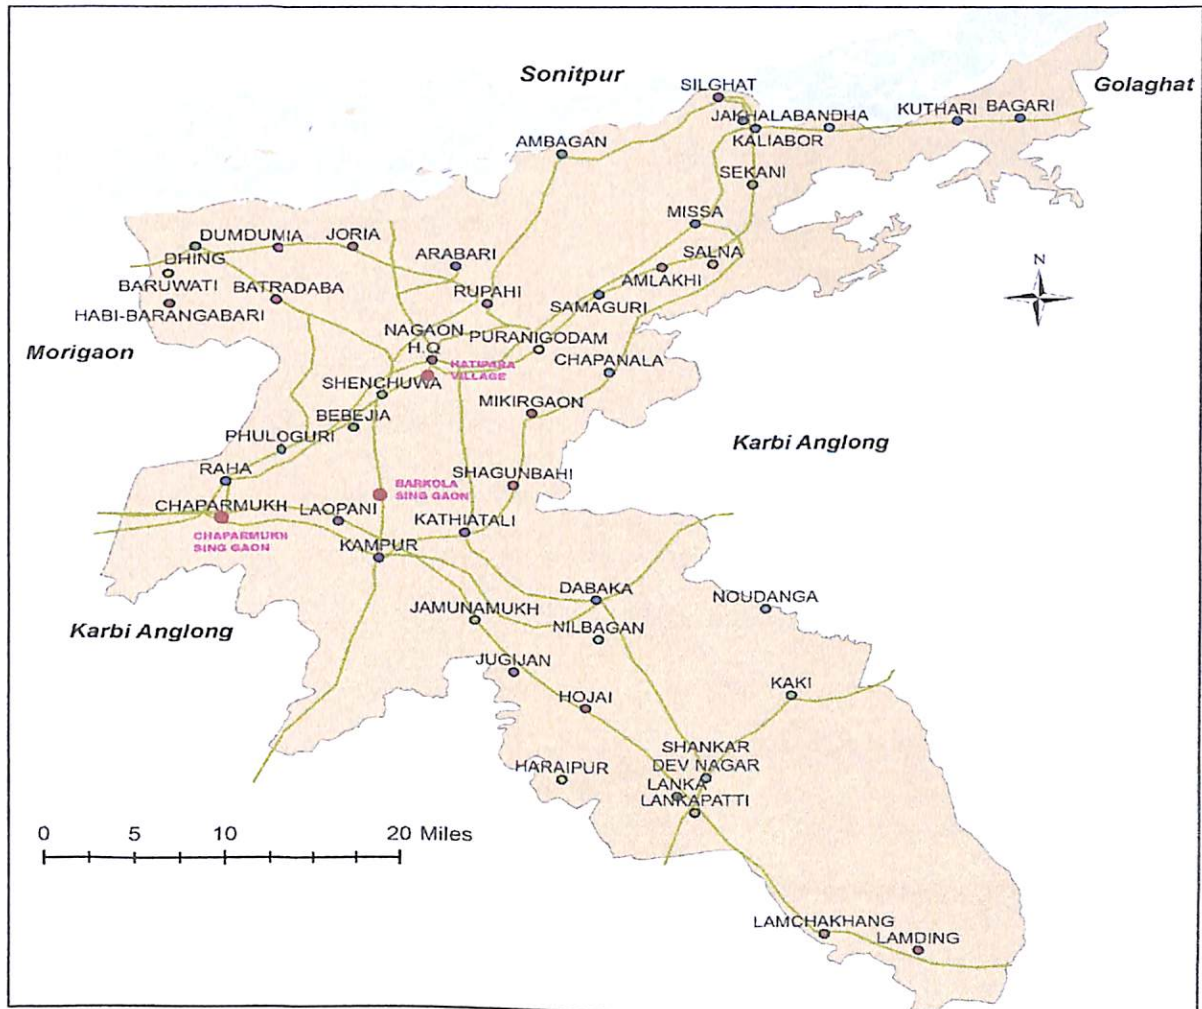 Sonitpur
Golaghat
SILGHAT
JAKHALABANDHA
KUTHARI
BAGARI
KALIABOR
AMBAGAN
SEKANI
MISSA
DUMDUMIA
JORIA
ARABARI
SALNA
N
DHING
AMLAKHI
BARUWATI
BATRADABA
RUPAHI
SAMAGURI
HABI-BARANGABARI
NAGAON
H.Q
PURANIGODAM
Morigaon
CHAPANALA
HATIPARA
VILLAGE
SHENCHUWA
MIKIRGAON
BEBEJIA
PHULOGURI
Karbi Anglong
RAHA
SHAGUNBAHI
BARKOLA
SING GAON
CHAPARMUKH
LAOPANI
KATHIATALI
CHAPARMUKH
SING GAON
KAMPUR
DABAKA
NOUDANGA
JAMUNAMUKH
Karbi Anglong
NILBAGAN
JUGIJAN
KAKI
HOJAI
SHANKAR
DEV NAGAR
HARAIPUR
LANKA
LANKAPATTI
0 5 10 20 Miles
LAMCHAKHANG
LAMDING